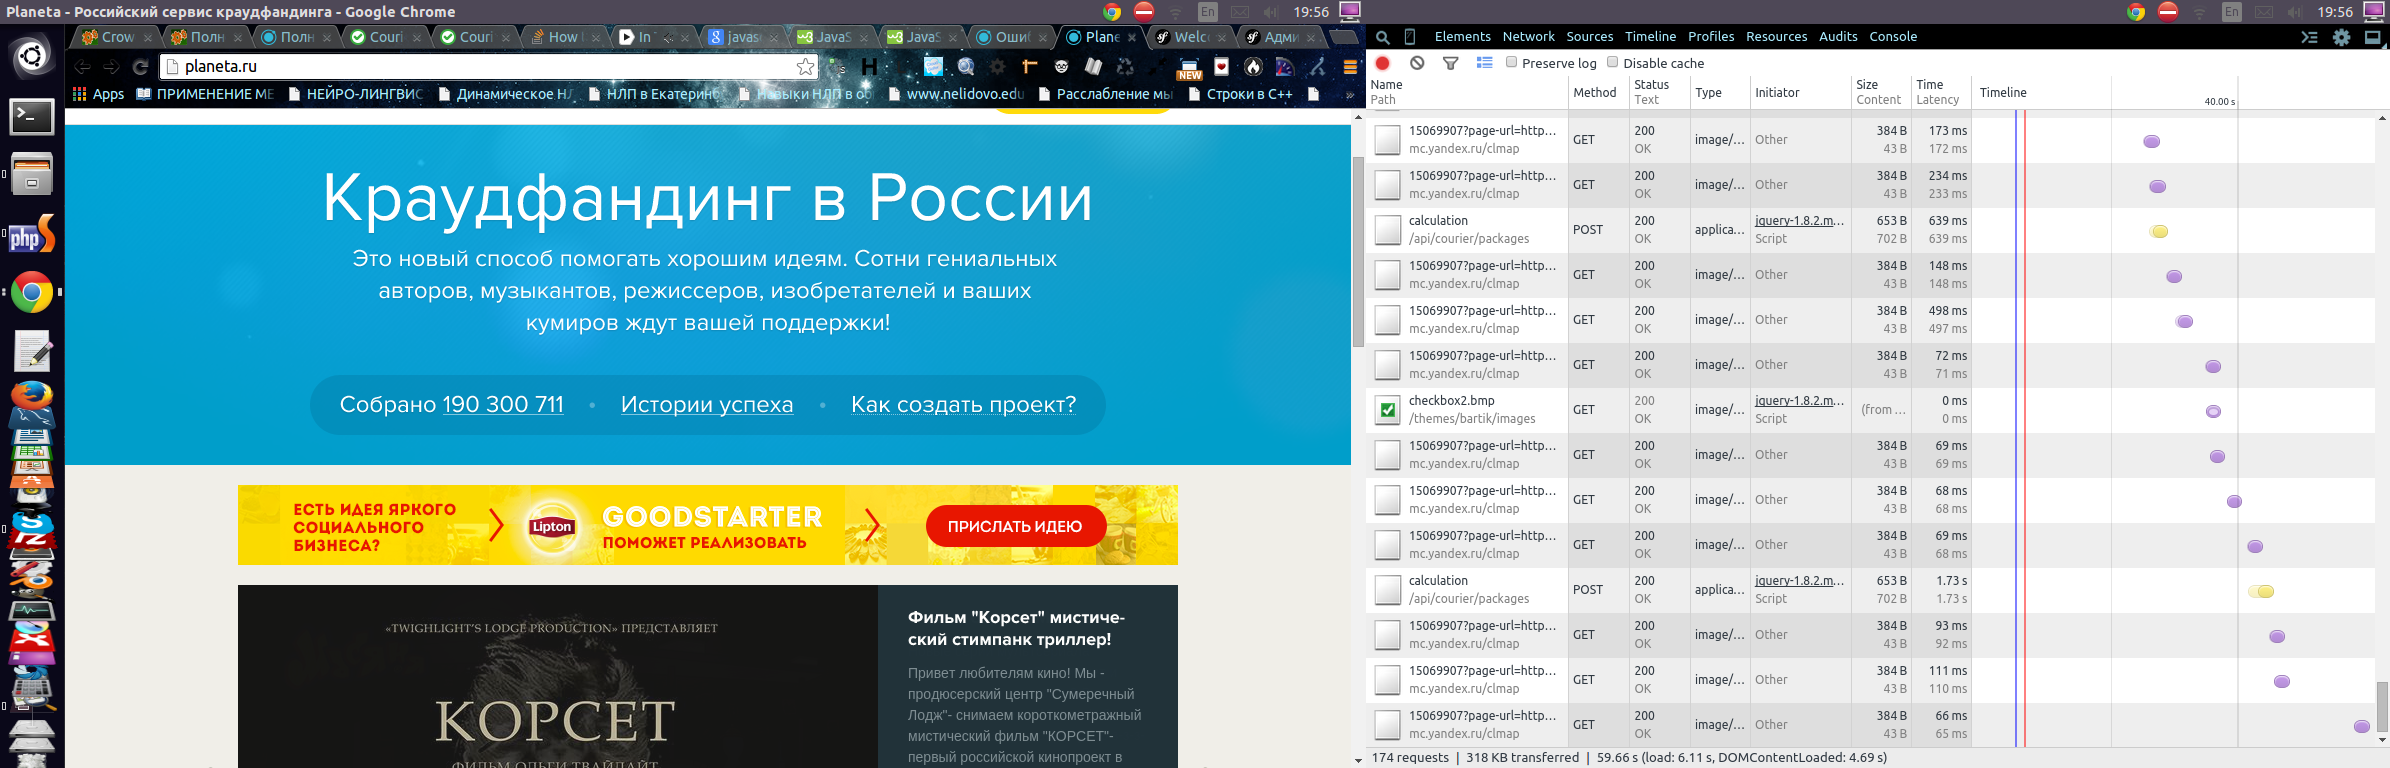 Planeta - Российский сервис краудфандинга - Google Chrome
En
19:56
En
19:56
Crow
Полн
Полн
Couri
Couri
How
In
javas
JavaS
JavaS
Ошиб
Plane
Welc
Адми
planeta.ru
NEW
Apps
ПРИМЕНЕНИЕ МЕ
НЕЙРО-ЛИНГВИС
Динамическое НЛ
НЛП в Екатеринб
Навыки НЛП в об
www.nelidovo.edu
Расслабление мы
Строки в С++
»
Краудфандинг в России
Это новый способ помогать хорошим идеям. Сотни гениальных
авторов, музыкантов, режиссеров, изобретателей и ваших
кумиров ждут вашей поддержки!
Собрано 190 300 711 • Истории успеха • Как создать проект?
ЕСТЬ ИДЕЯ ЯРКОГО
СОЦИАЛЬНОГО
БИЗНЕСА?
Lipton
GOODSTARTER
ПОМОЖЕТ РЕАЛИЗОВАТЬ
ПРИСЛАТЬ ИДЕЮ
«TWIGHLIGHT'S LODGE PRODUCTION» ПРЕДСТАВЛЯЕТ
КОРСЕТ
ФИЛЬМ ОЛЬГИ ТВАЙЛАЙТ
Фильм "Корсет" мистиче-
ский стимпанк триллер!
Привет любителям кино! Мы -
продюсерский центр "Сумеречный
Лодж"- снимаем короткометражный
мистический фильм "КОРСЕТ"-
первый российский кинопроект в
Elements Network Sources Timeline Profiles Resources Audits Console
Preserve log Disable cache
Name Method Status Type Initiator Size Time Timeline
Path Text Content Latency 40.00 s
15069907?page-url=http… GET 200 image/… Other 384 B 173 ms
mc.yandex.ru/clmap OK 43 B 172 ms
15069907?page-url=http… GET 200 image/… Other 384 B 234 ms
mc.yandex.ru/clmap OK 43 B 233 ms
calculation POST 200 applica… jquery-1.8.2.m… 653 B 639 ms
/api/courier/packages OK Script 702 B 639 ms
15069907?page-url=http… GET 200 image/… Other 384 B 148 ms
mc.yandex.ru/clmap OK 43 B 148 ms
15069907?page-url=http… GET 200 image/… Other 384 B 498 ms
mc.yandex.ru/clmap OK 43 B 497 ms
15069907?page-url=http… GET 200 image/… Other 384 B 72 ms
mc.yandex.ru/clmap OK 43 B 71 ms
checkbox2.bmp GET 200 image/… jquery-1.8.2.m… (from … 0 ms
/themes/bartik/images OK Script 0 ms
15069907?page-url=http… GET 200 image/… Other 384 B 69 ms
mc.yandex.ru/clmap OK 43 B 69 ms
15069907?page-url=http… GET 200 image/… Other 384 B 68 ms
mc.yandex.ru/clmap OK 43 B 68 ms
15069907?page-url=http… GET 200 image/… Other 384 B 69 ms
mc.yandex.ru/clmap OK 43 B 68 ms
calculation POST 200 applica… jquery-1.8.2.m… 653 B 1.73 s
/api/courier/packages OK Script 702 B 1.73 s
15069907?page-url=http… GET 200 image/… Other 384 B 93 ms
mc.yandex.ru/clmap OK 43 B 92 ms
15069907?page-url=http… GET 200 image/… Other 384 B 111 ms
mc.yandex.ru/clmap OK 43 B 110 ms
15069907?page-url=http… GET 200 image/… Other 384 B 66 ms
mc.yandex.ru/clmap OK 43 B 65 ms
174 requests | 318 KB transferred | 59.66 s (load: 6.11 s, DOMContentLoaded: 4.69 s)